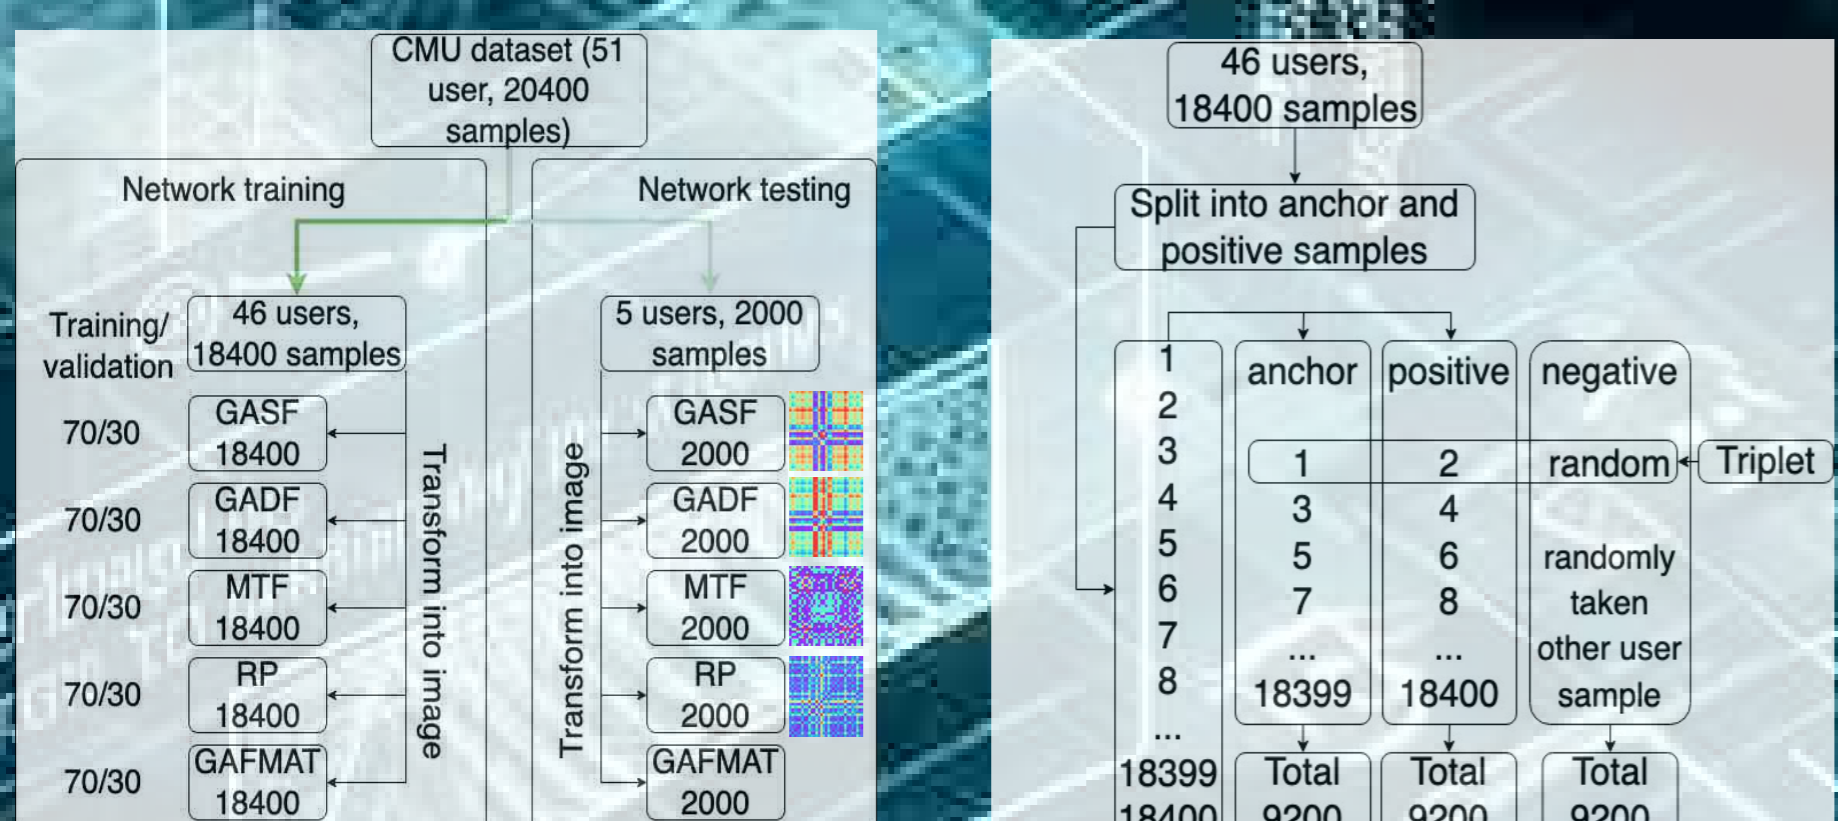 CMU dataset (51
user, 20400
samples)
Network training
Network testing
Training/
validation
46 users,
18400 samples
5 users, 2000
samples
70/30
GASF
18400
70/30
GADF
18400
70/30
MTF
18400
70/30
RP
18400
70/30
GAFMAT
18400
Transform into image
Transform into image
GASF
2000
GADF
2000
MTF
2000
RP
2000
GAFMAT
2000
46 users,
18400 samples
Split into anchor and
positive samples
1
2
3
4
5
6
7
8
...
18399
18400
anchor
1
3
5
7
...
18399
positive
2
4
6
8
...
18400
negative
random
randomly
taken
other user
sample
Triplet
Total
9200
Total
9200
Total
9200